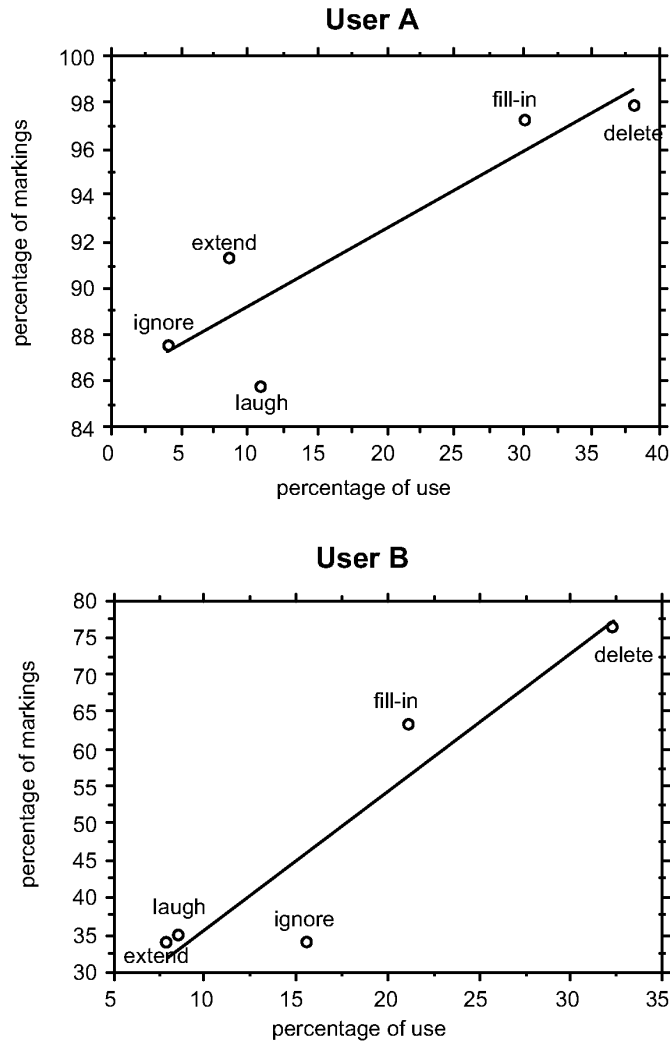 User A
100
98
96
94
92
90
88
86
84
percentage of markings
fill-in
delete
extend
ignore
laugh
0 5 10 15 20 25 30 35 40
percentage of use
User B
80
75
70
65
60
55
50
45
40
35
30
percentage of markings
delete
fill-in
laugh
ignore
extend
5 10 15 20 25 30 35
percentage of use